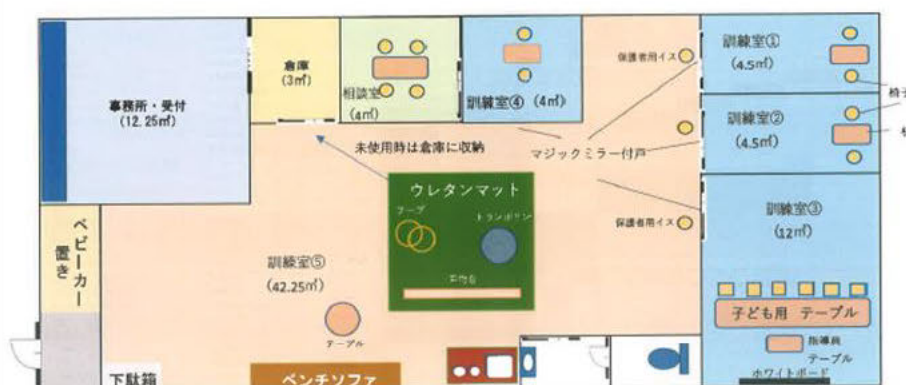 事務所・受付
(12.25㎡)
倉庫
(3㎡)
相談室
(4㎡)
訓練室④ (4㎡)
保護者用イス
訓練室①
(4.5㎡)
椅子
訓練室②
(4.5㎡)
未使用時は倉庫に収納
マジックミラー付戸
ウレタンマット
フープ
トランポリン
訓練室③
(12㎡)
保護者用イス
ベビーカー
置き
訓練室⑤
(42.25㎡)
テーブル
子ども用 テーブル
指導員
テーブル
ホワイトボード
下駄箱
ベンチソファ